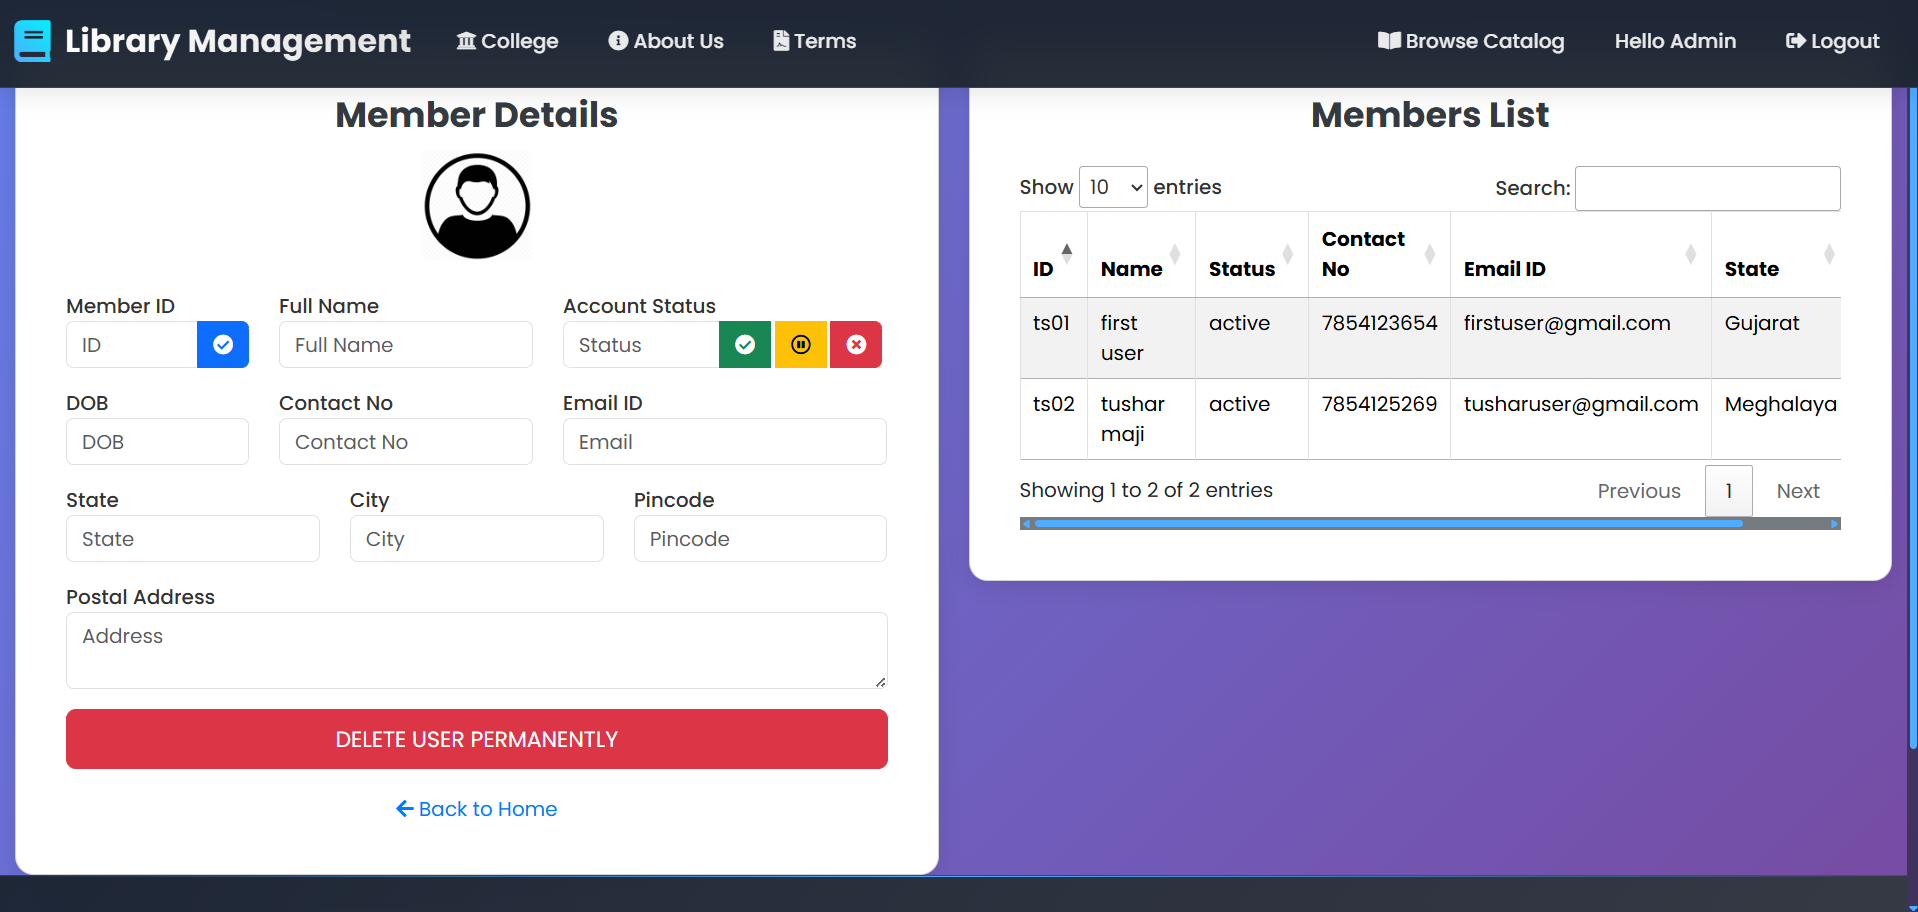 Library Management College About Us Terms Browse Catalog Hello Admin Logout
Member Details
Member ID Full Name Account Status
ID Full Name Status
DOB Contact No Email ID
DOB Contact No Email
State City Pincode
State City Pincode
Postal Address
Address
DELETE USER PERMANENTLY
Back to Home
Members List
Show 10 entries Search:
ID Name Status Contact No Email ID State
ts01 first user active 7854123654 firstuser@gmail.com Gujarat
ts02 tushar maji active 7854125269 tusharuser@gmail.com Meghalaya
Showing 1 to 2 of 2 entries Previous 1 Next